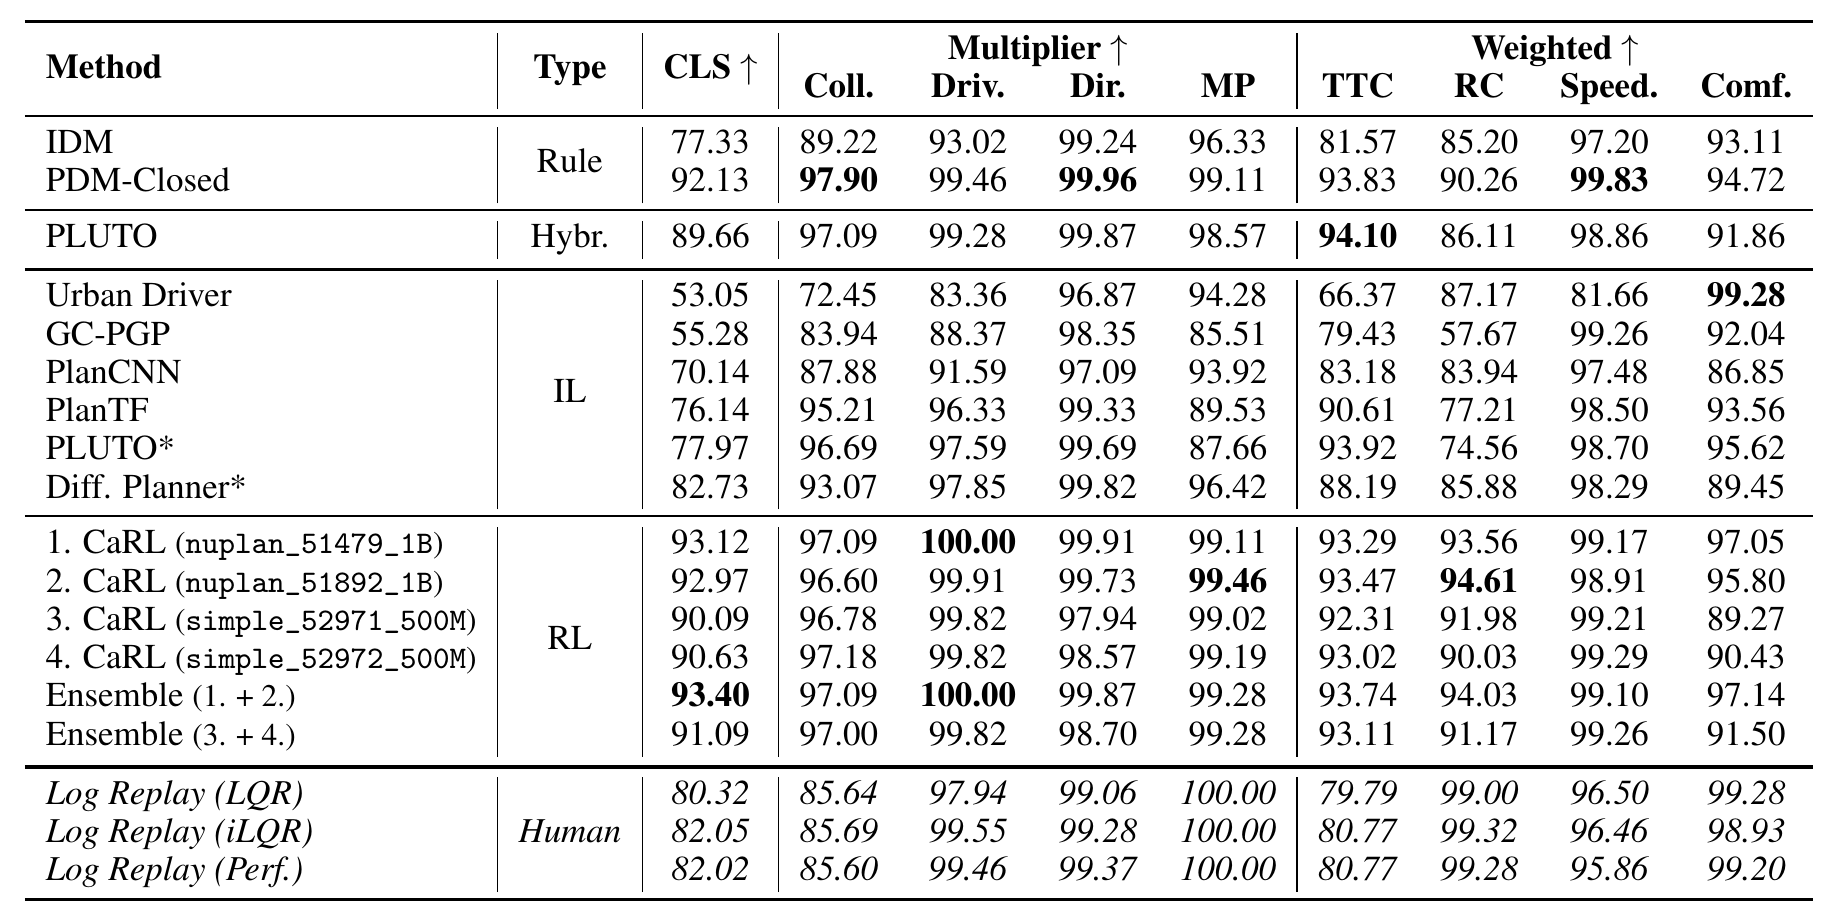 Method Type CLS ↑ Multiplier ↑ Weighted ↑
Coll. Driv. Dir. MP TTC RC Speed. Comf.
IDM Rule 77.33 89.22 93.02 99.24 96.33 81.57 85.20 97.20 93.11
PDM-Closed 92.13 97.90 99.46 99.96 99.11 93.83 90.26 99.83 94.72
PLUTO Hybr. 89.66 97.09 99.28 99.87 98.57 94.10 86.11 98.86 91.86
Urban Driver IL 53.05 72.45 83.36 96.87 94.28 66.37 87.17 81.66 99.28
GC-PGP 55.28 83.94 88.37 98.35 85.51 79.43 57.67 99.26 92.04
PlanCNN 70.14 87.88 91.59 97.09 93.92 83.18 83.94 97.48 86.85
PlanTF 76.14 95.21 96.33 99.33 89.53 90.61 77.21 98.50 93.56
PLUTO* 77.97 96.69 97.59 99.69 87.66 93.92 74.56 98.70 95.62
Diff. Planner* 82.73 93.07 97.85 99.82 96.42 88.19 85.88 98.29 89.45
1. CaRL (nuplan_51479_1B) RL 93.12 97.09 100.00 99.91 99.11 93.29 93.56 99.17 97.05
2. CaRL (nuplan_51892_1B) 92.97 96.60 99.91 99.73 99.46 93.47 94.61 98.91 95.80
3. CaRL (simple_52971_500M) 90.09 96.78 99.82 97.94 99.02 92.31 91.98 99.21 89.27
4. CaRL (simple_52972_500M) 90.63 97.18 99.82 98.57 99.19 93.02 90.03 99.29 90.43
Ensemble (1. + 2.) 93.40 97.09 100.00 99.87 99.28 93.74 94.03 99.10 97.14
Ensemble (3. + 4.) 91.09 97.00 99.82 98.70 99.28 93.11 91.17 99.26 91.50
Log Replay (LQR) Human 80.32 85.64 97.94 99.06 100.00 79.79 99.00 96.50 99.28
Log Replay (iLQR) 82.05 85.69 99.55 99.28 100.00 80.77 99.32 96.46 98.93
Log Replay (Perf.) 82.02 85.60 99.46 99.37 100.00 80.77 99.28 95.86 99.20